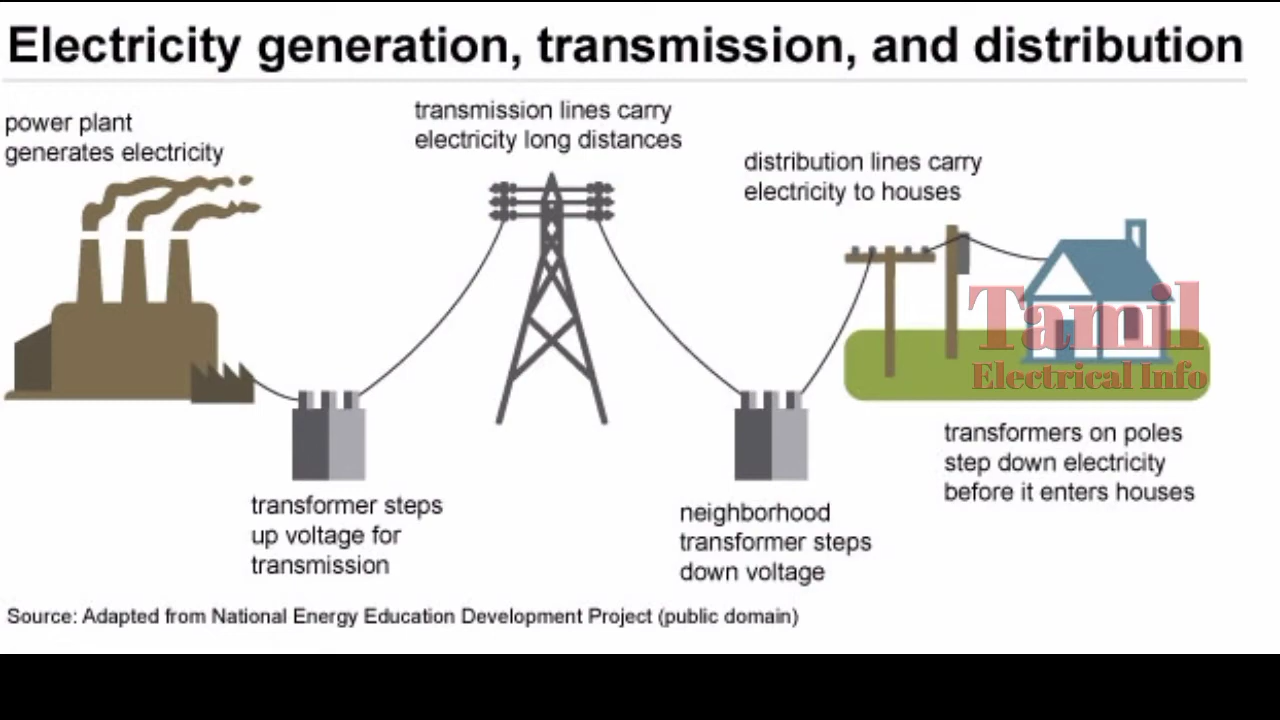 Electricity generation, transmission, and distribution
power plant
generates electricity
transmission lines carry
electricity long distances
distribution lines carry
electricity to houses
Tamil
Electrical Info
transformers on poles
step down electricity
before it enters houses
transformer steps
up voltage for
transmission
neighborhood
transformer steps
down voltage
Source: Adapted from National Energy Education Development Project (public domain)